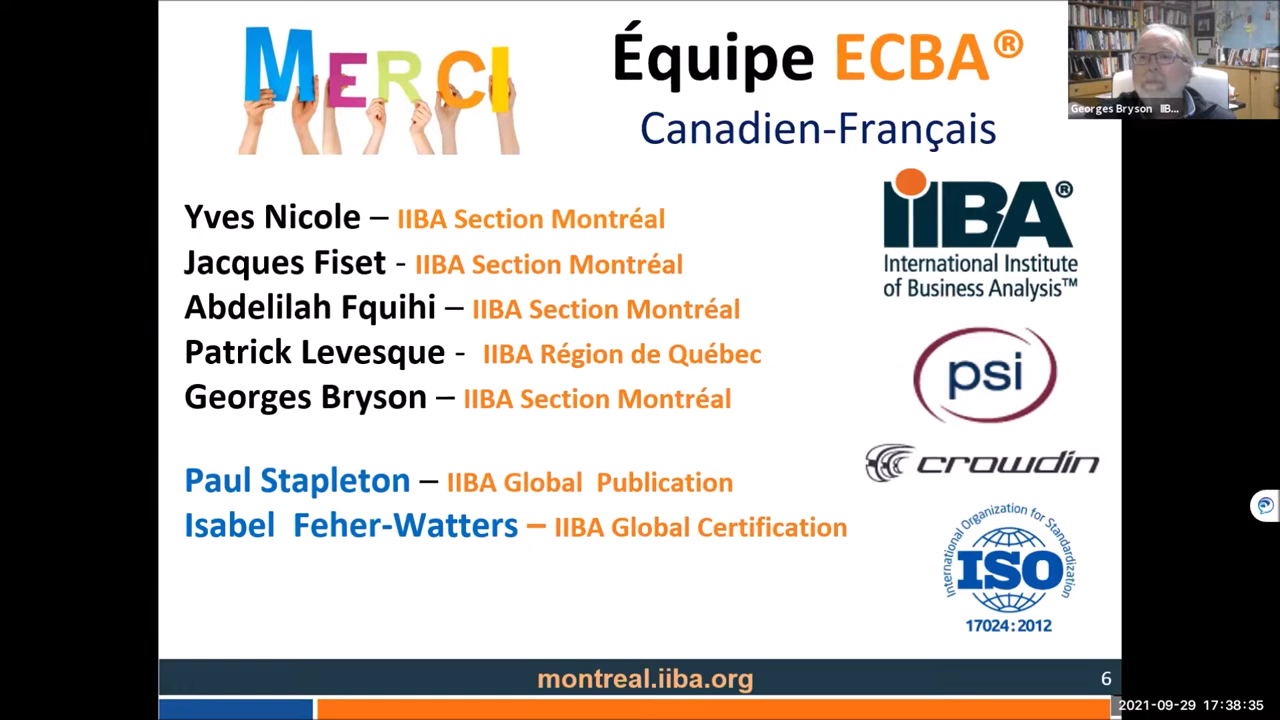 MERCI
Équipe ECBA®
Canadien-Français
Georges Bryson IIB...
Yves Nicole – IIBA Section Montréal
Jacques Fiset - IIBA Section Montréal
Abdelilah Fquihi – IIBA Section Montréal
Patrick Levesque - IIBA Région de Québec
Georges Bryson – IIBA Section Montréal
Paul Stapleton – IIBA Global Publication
Isabel Feher-Watters – IIBA Global Certification
iiBA®
International Institute
of Business Analysis™
psi
crowdin
International Organization for Standardization
ISO
17024:2012
montreal.iiba.org
6
2021-09-29 17:38:35